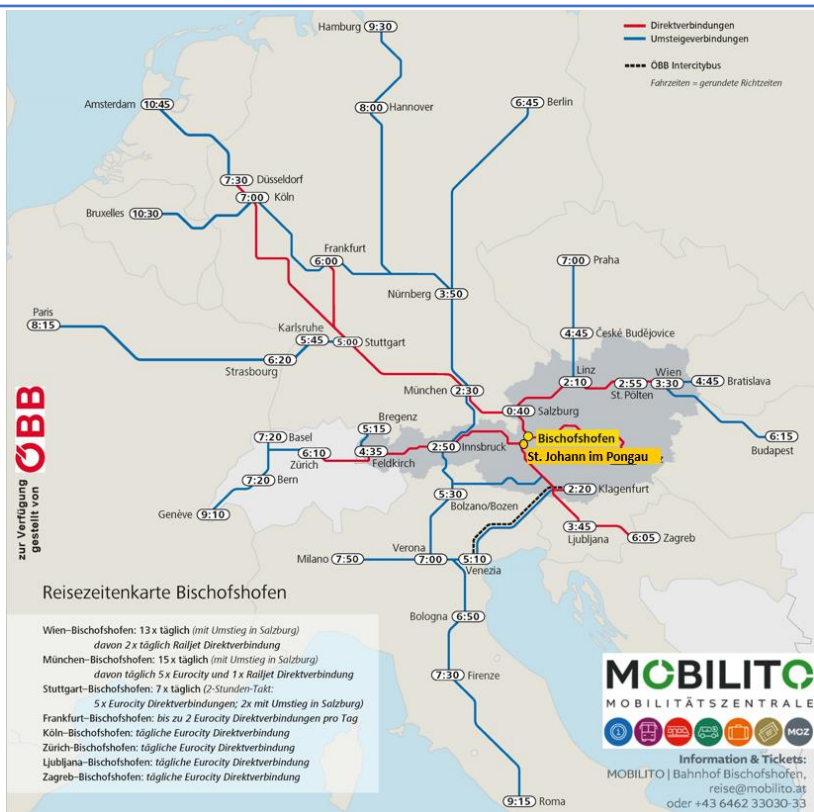 Hamburg 9:30
Direktverbindungen
Umsteigeverbindungen
ÖBB Intercitybus
Fahrzeiten = gerundete Richtzeiten
Amsterdam 10:45
8:00 Hannover
6:45 Berlin
7:30 Düsseldorf
7:00 Köln
Bruxelles 10:30
Frankfurt
6:00
7:00 Praha
Nürnberg 3:50
Paris
8:15
Karlsruhe
5:45
5:00 Stuttgart
4:45 České Budějovice
6:20
Strasbourg
Linz
2:10
2:55
St. Pölten
Wien
3:30
4:45 Bratislava
München 2:30
0:40 Salzburg
Bregenz
5:15
7:20 Basel
6:10
Zürich
4:35
Feldkirch
2:50 Innsbruck
Bischofshofen
St. Johann im Pongau
6:15
Budapest
7:20
Bern
Genève 9:10
5:30
Bolzano/Bozen
2:20 Klagenfurt
3:45
Ljubljana
6:05 Zagreb
Milano 7:50
Verona
7:00
5:10
Venezia
Bologna
6:50
7:30 Firenze
9:15 Roma
zur Verfügung
gestellt von
ÖBB
Reisezeitenkarte Bischofshofen
Wien–Bischofshofen: 13 x täglich (mit Umstieg in Salzburg)
davon 2 x täglich Railjet Direktverbindung
München–Bischofshofen: 15 x täglich (mit Umstieg in Salzburg)
davon täglich 5 x Eurocity und 1 x Railjet Direktverbindung
Stuttgart–Bischofshofen: 7 x täglich (2-Stunden-Takt:
5 x Eurocity Direktverbindungen; 2x mit Umstieg in Salzburg)
Frankfurt–Bischofshofen: bis zu 2 Eurocity Direktverbindungen pro Tag
Köln–Bischofshofen: tägliche Eurocity Direktverbindung
Zürich-Bischofshofen: tägliche Eurocity Direktverbindung
Ljubljana–Bischofshofen: tägliche Eurocity Direktverbindung
Zagreb–Bischofshofen: tägliche Eurocity Direktverbindung
MOBILITO
MOBILITÄTSZENTRALE
MOZ
Information & Tickets:
MOBILITO | Bahnhof Bischofshofen,
reise@mobilito.at
oder +43 6462 33030-33